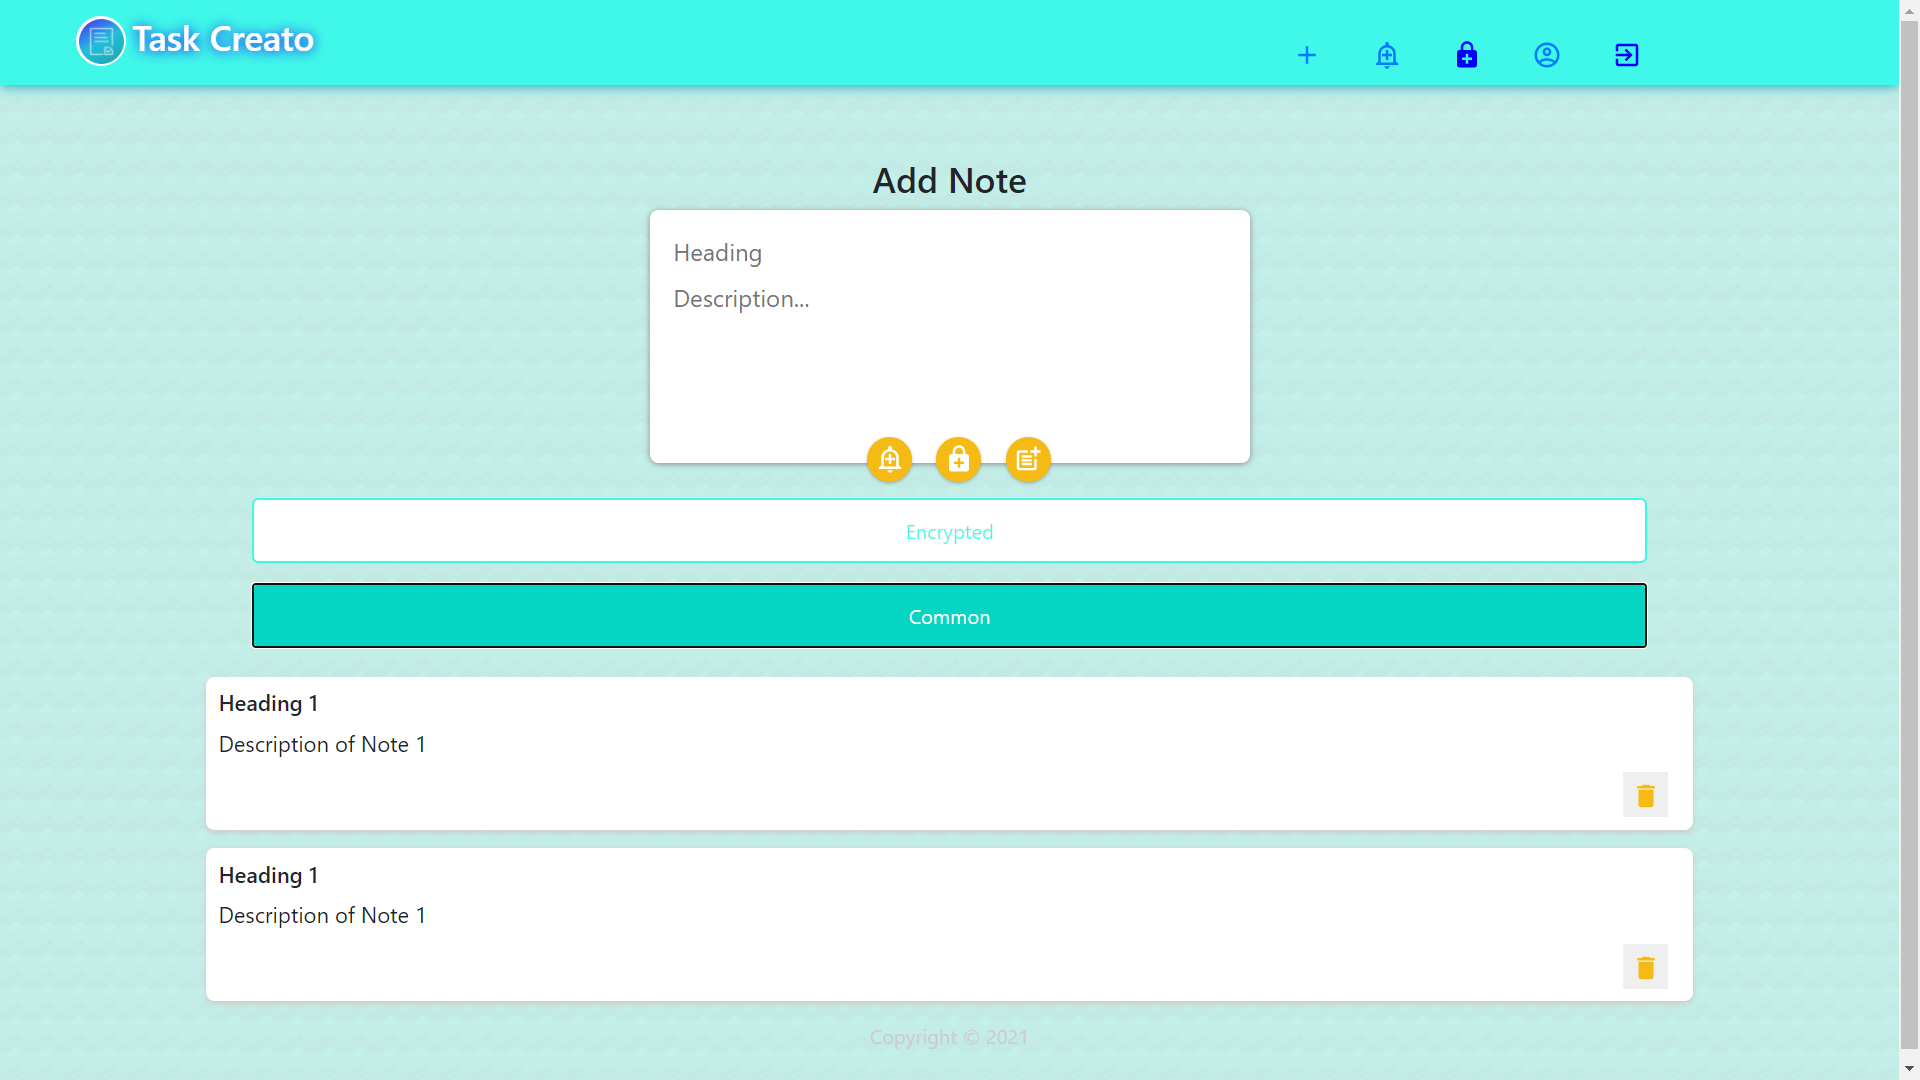 Task Creato
Add Note
Heading
Description...
Encrypted
Common
Heading 1
Description of Note 1
Heading 1
Description of Note 1
Copyright © 2021